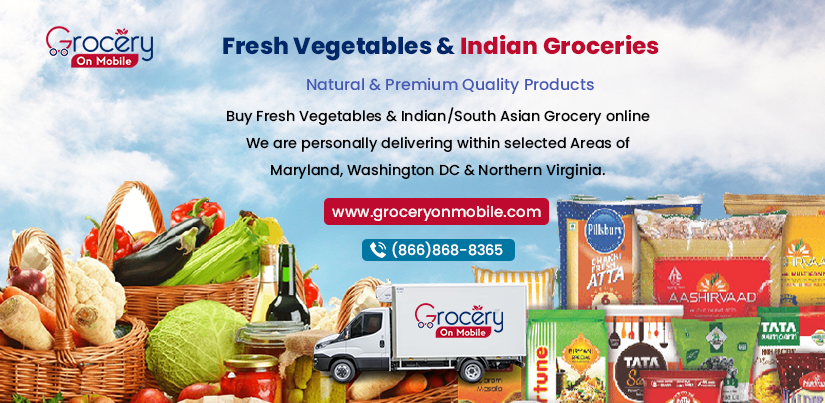 Grocery
On Mobile
Fresh Vegetables & Indian Groceries
Natural & Premium Quality Products
Buy Fresh Vegetables & Indian/South Asian Grocery online
We are personally delivering within selected Areas of
Maryland, Washington DC & Northern Virginia.
www.groceryonmobile.com
(866)868-8365
Grocery
On Mobile
Pillsbury
CHAKKI
FRESH
ATTA
AASHIRVAAD
TATA
TATA
sampann